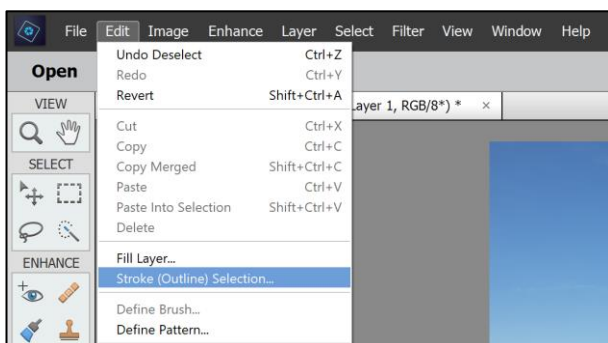 File Edit Image Enhance Layer Select Filter View Window Help
Open
ayer 1, RGB/8*) * ×
VIEW
SELECT
ENHANCE
Undo Deselect Ctrl+Z
Redo Ctrl+Y
Revert Shift+Ctrl+A
Cut Ctrl+X
Copy Ctrl+C
Copy Merged Shift+Ctrl+C
Paste Ctrl+V
Paste Into Selection Shift+Ctrl+V
Delete
Fill Layer...
Stroke (Outline) Selection...
Define Brush...
Define Pattern...